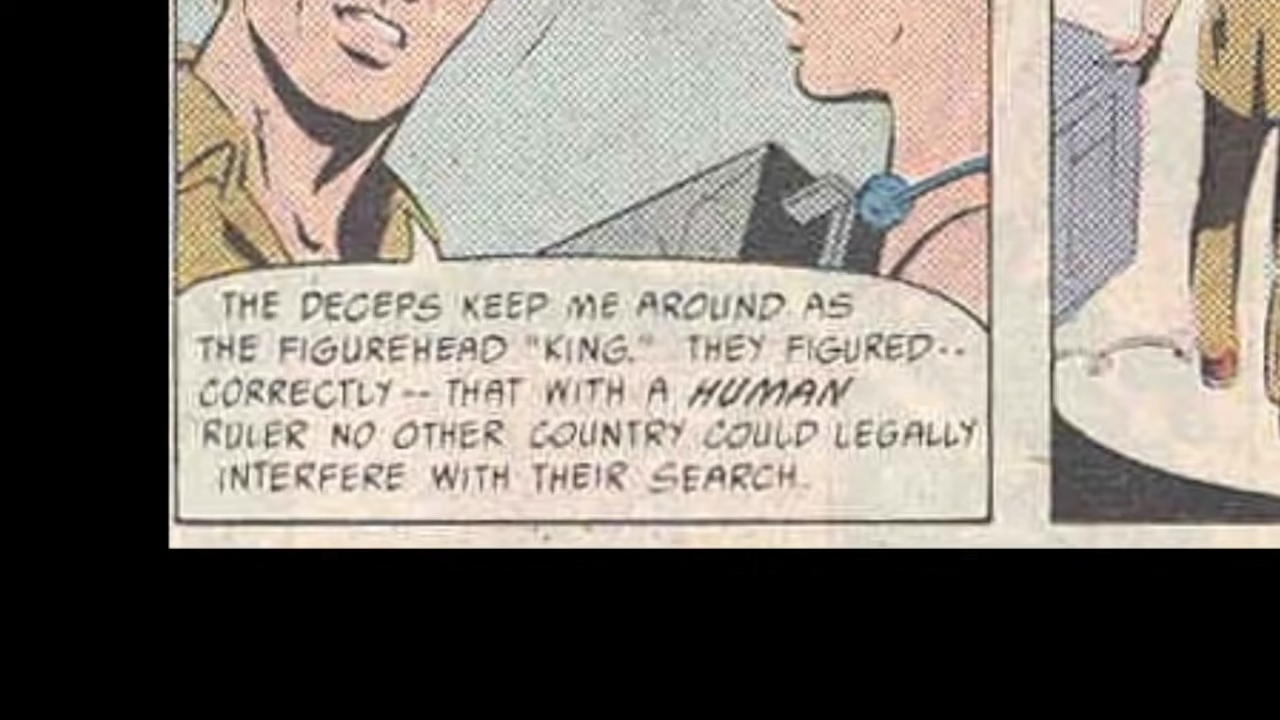 THE DECEPS KEEP ME AROUND AS
THE FIGUREHEAD "KING." THEY FIGURED--
CORRECTLY -- THAT WITH A HUMAN
RULER NO OTHER COUNTRY COULD LEGALLY
INTERFERE WITH THEIR SEARCH.